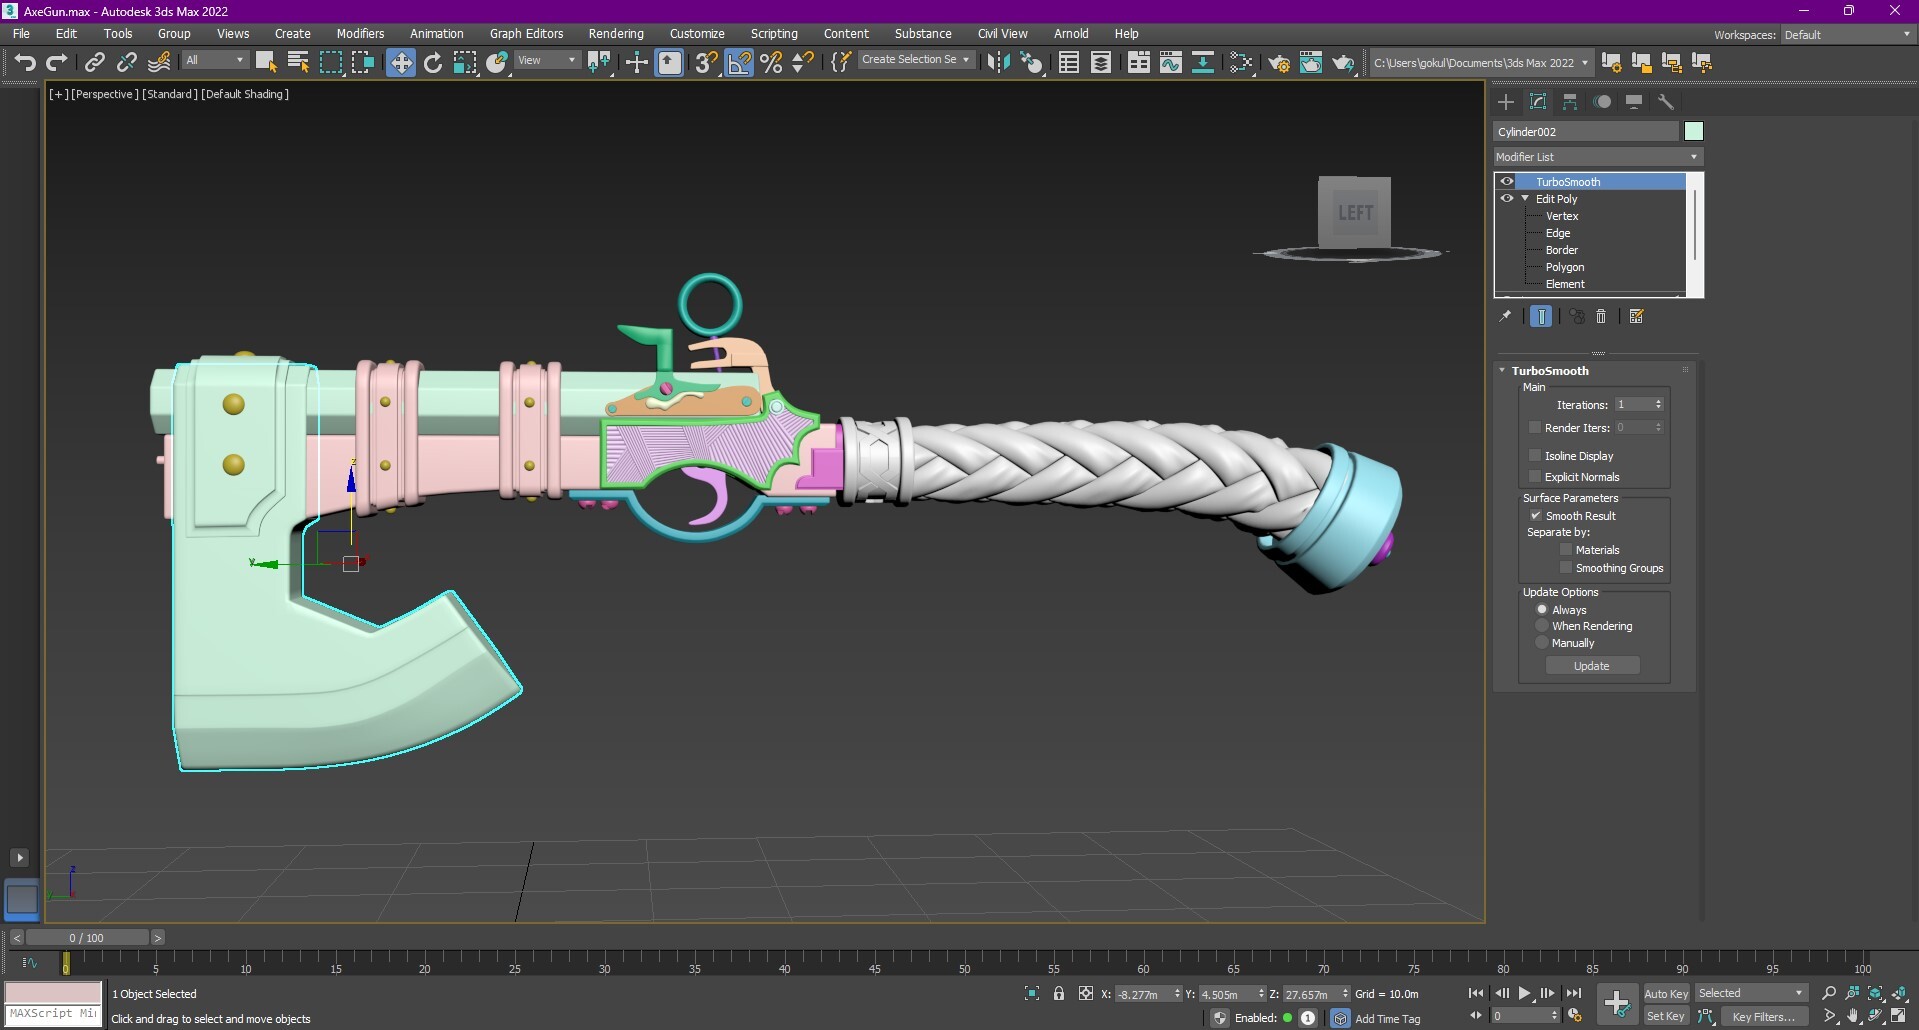 AxeGun.max - Autodesk 3ds Max 2022
File Edit Tools Group Views Create Modifiers Animation Graph Editors Rendering Customize Scripting Content Substance Civil View Arnold Help
Workspaces: Default
All View Create Selection Se C:\Users\gokul\Documents\3ds Max 2022
[+] [Perspective] [Standard] [Default Shading]
LEFT
z
y
z
Cylinder002
Modifier List
TurboSmooth
Edit Poly
Vertex
Edge
Border
Polygon
Element
TurboSmooth
Main
Iterations: 1
Render Iters: 0
Isoline Display
Explicit Normals
Surface Parameters
Smooth Result
Separate by:
Materials
Smoothing Groups
Update Options
Always
When Rendering
Manually
Update
< 0 / 100 >
0 5 10 15 20 25 30 35 40 45 50 55 60 65 70 75 80 85 90 95 100
1 Object Selected
X: -8.277m Y: 4.505m Z: 27.657m Grid = 10.0m
Auto Key Selected
MAXScript Mi
Click and drag to select and move objects
Enabled: 1 Add Time Tag
0
Set Key Key Filters...